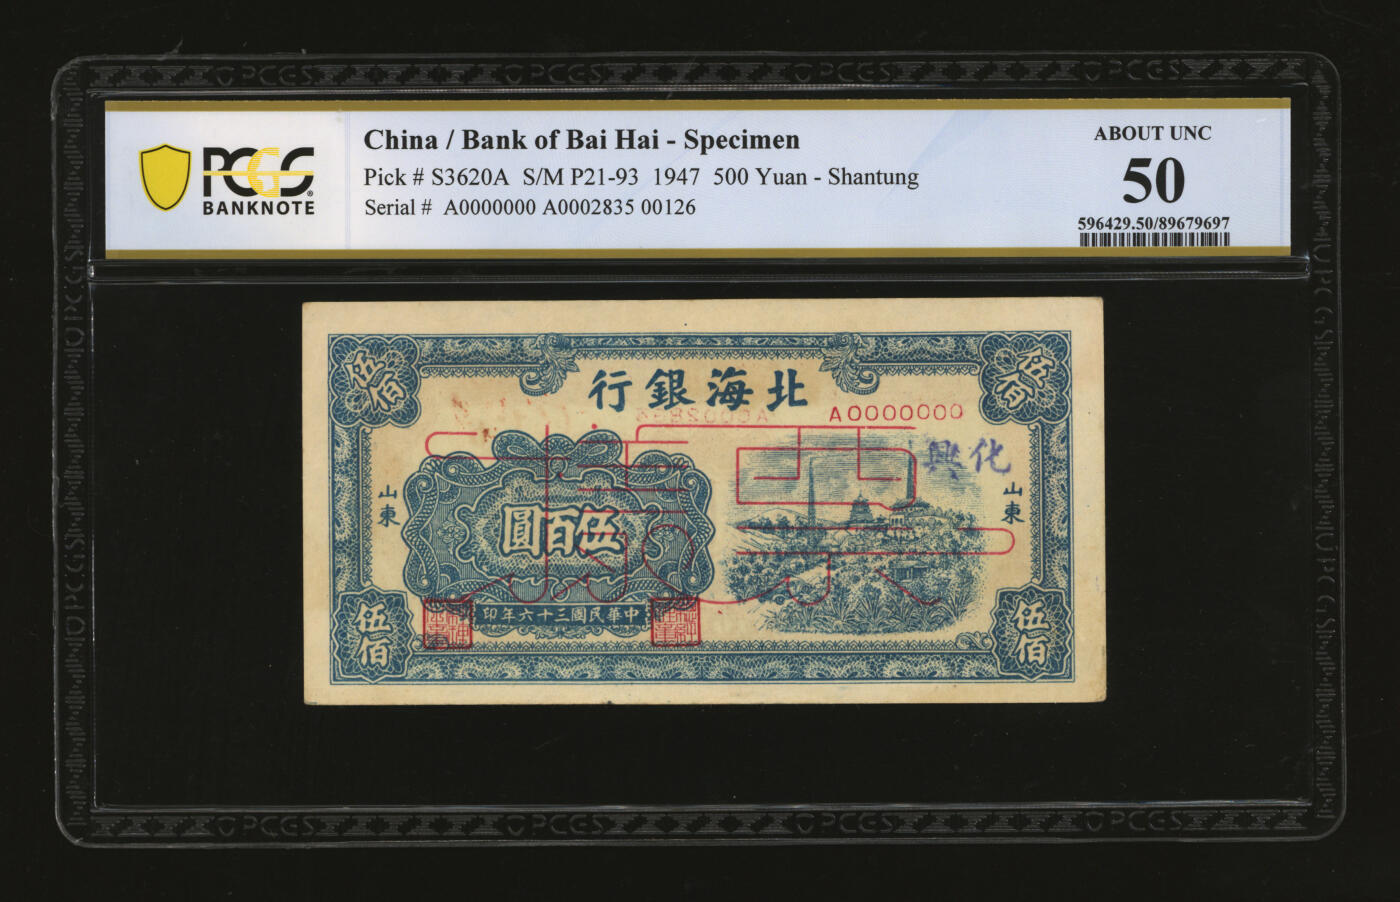 PCGS BANKNOTE
China / Bank of Bai Hai - Specimen
Pick # S3620A S/M P21-93 1947 500 Yuan - Shantung
Serial # A0000000 A0002835 00126
ABOUT UNC
50
596429.50/89679697
伍佰
伍佰
行銀海北
A0000000
興化
山東
山東
圓百伍
印年六十三國民華中
伍佰
伍佰